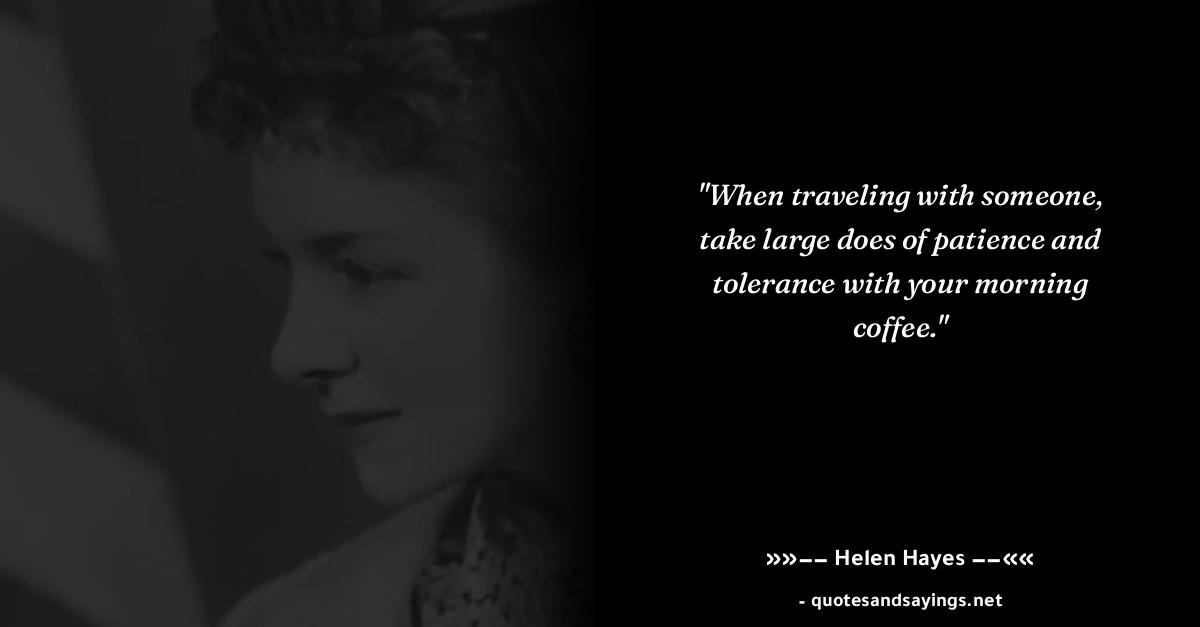 "When traveling with someone,
take large does of patience and
tolerance with your morning
coffee."
»»−− Helen Hayes −−««
- quotesandsayings.net